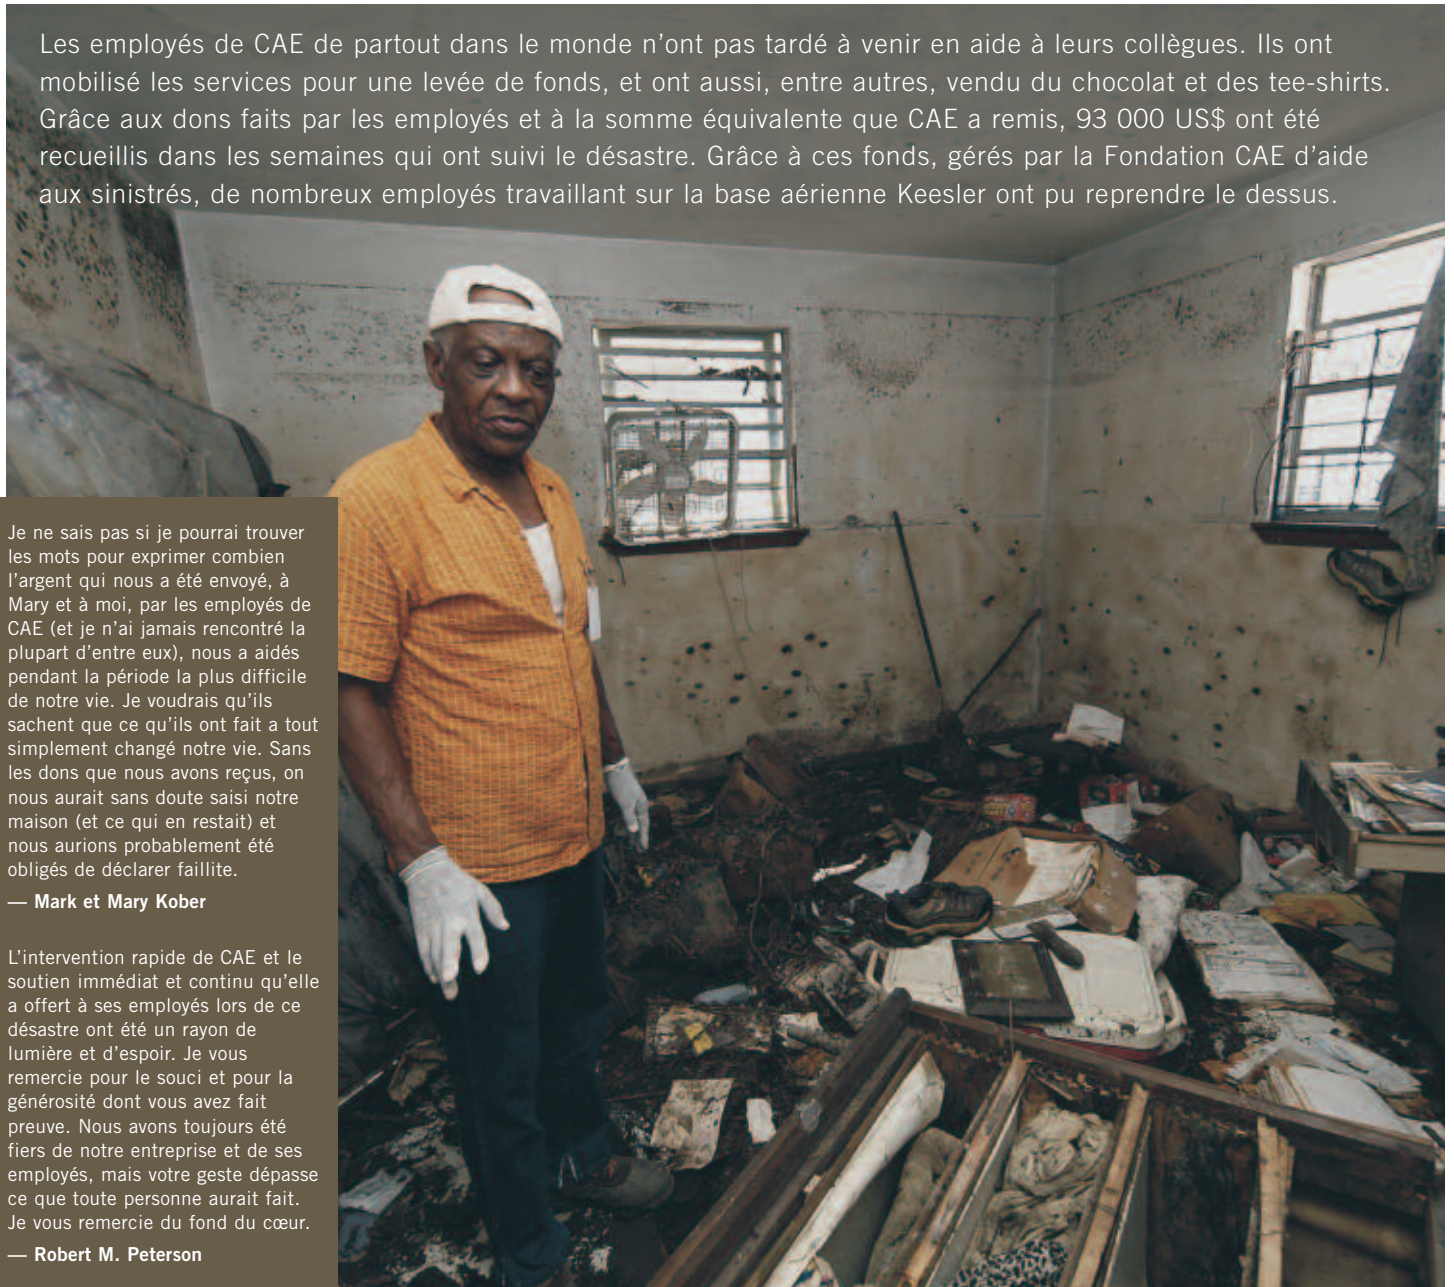 Les employés de CAE de partout dans le monde n'ont pas tardé à venir en aide à leurs collègues. Ils ont
mobilisé les services pour une levée de fonds, et ont aussi, entre autres, vendu du chocolat et des tee-shirts.
Grâce aux dons faits par les employés et à la somme équivalente que CAE a remis, 93 000 US$ ont été
recueillis dans les semaines qui ont suivi le désastre. Grâce à ces fonds, gérés par la Fondation CAE d'aide
aux sinistrés, de nombreux employés travaillant sur la base aérienne Keesler ont pu reprendre le dessus.
Je ne sais pas si je pourrai trouver
les mots pour exprimer combien
l'argent qui nous a été envoyé, à
Mary et à moi, par les employés de
CAE (et je n'ai jamais rencontré la
plupart d'entre eux), nous a aidés
pendant la période la plus difficile
de notre vie. Je voudrais qu'ils
sachent que ce qu'ils ont fait a tout
simplement changé notre vie. Sans
les dons que nous avons reçus, on
nous aurait sans doute saisi notre
maison (et ce qui en restait) et
nous aurions probablement été
obligés de déclarer faillite.
— Mark et Mary Kober
L'intervention rapide de CAE et le
soutien immédiat et continu qu'elle
a offert à ses employés lors de ce
désastre ont été un rayon de
lumière et d'espoir. Je vous
remercie pour le souci et pour la
générosité dont vous avez fait
preuve. Nous avons toujours été
fiers de notre entreprise et de ses
employés, mais votre geste dépasse
ce que toute personne aurait fait.
Je vous remercie du fond du cœur.
— Robert M. Peterson